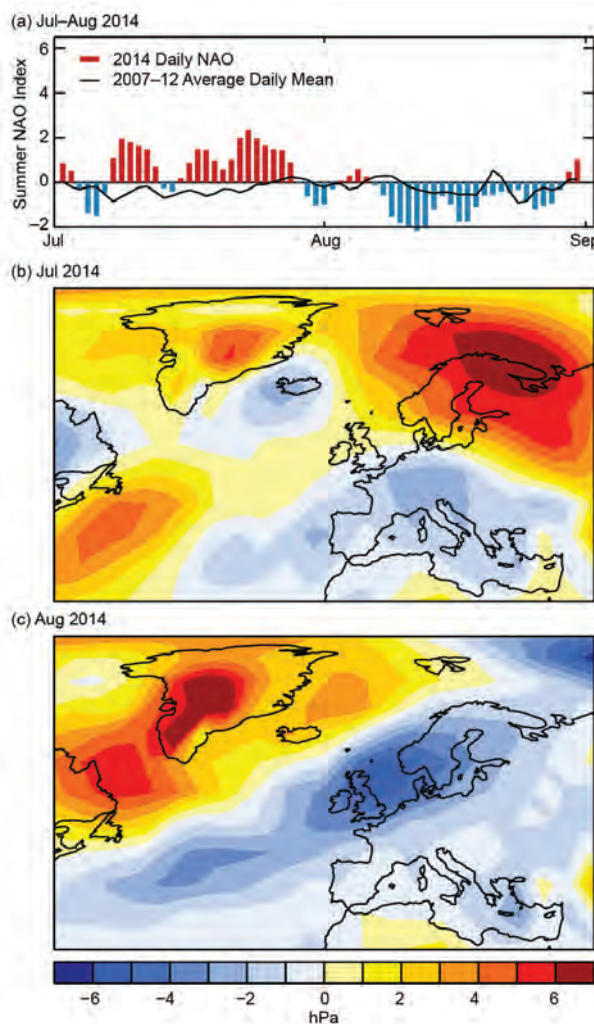 (a) Jul–Aug 2014
6
4
2
0
−2
Summer NAO Index
2014 Daily NAO
2007–12 Average Daily Mean
Jul
Aug
Sep
(b) Jul 2014
(c) Aug 2014
−6 −4 −2 0 2 4 6
hPa